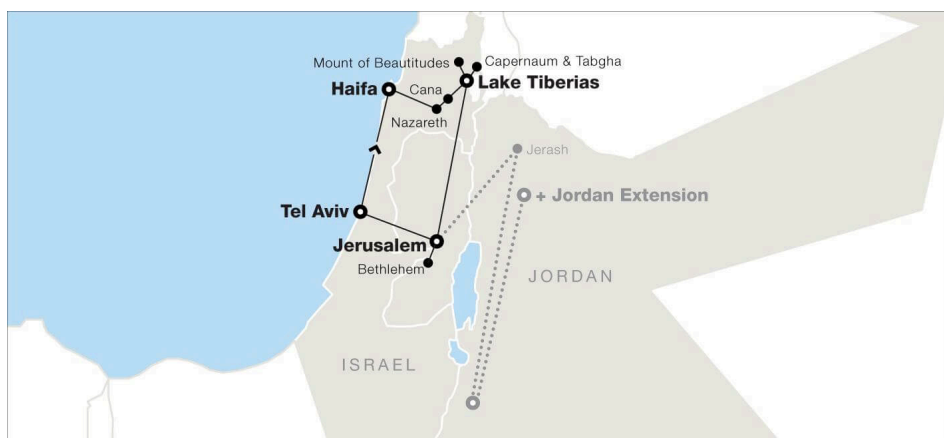 Mount of Beautitudes
Capernaum & Tabgha
Haifa
Cana
Lake Tiberias
Nazareth
Jerash
+ Jordan Extension
Tel Aviv
Jerusalem
Bethlehem
JORDAN
ISRAEL